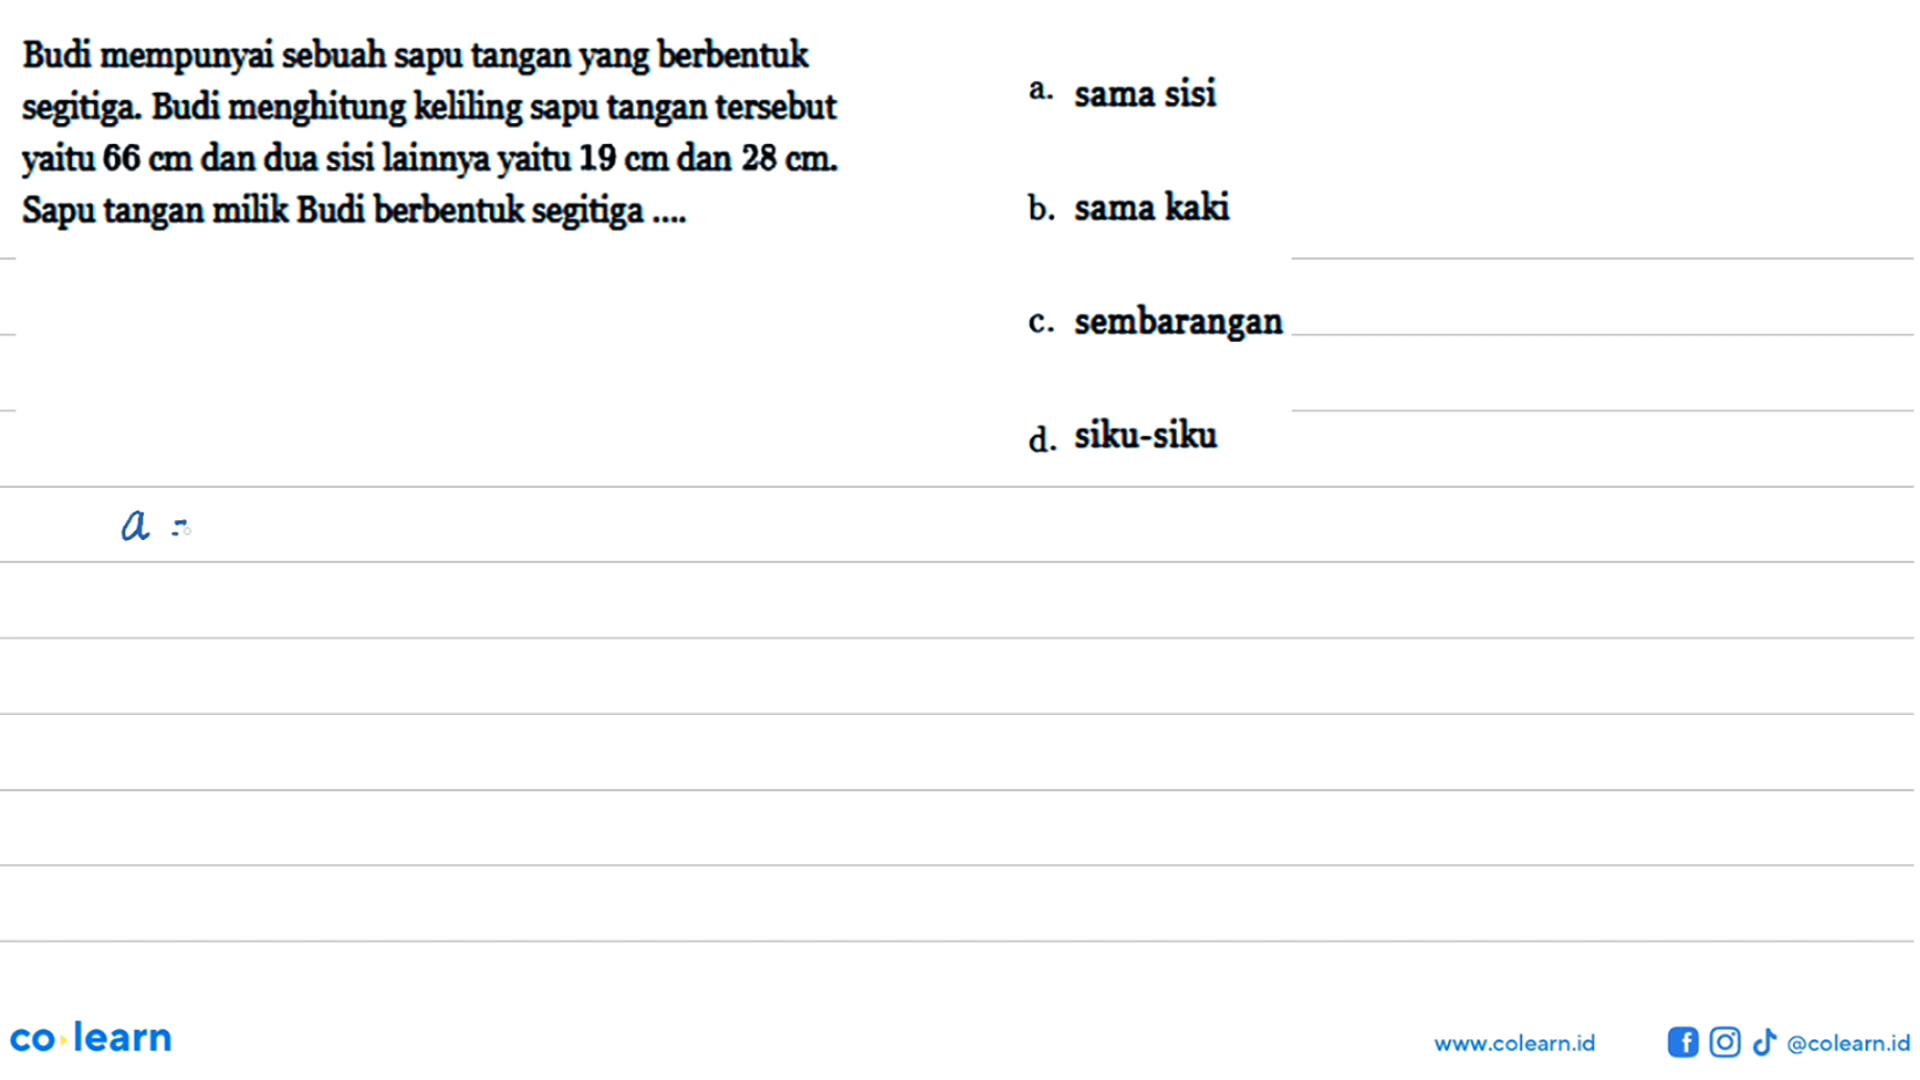 Budi mempunyai sebuah sapu tangan yang berbentuk
segitiga. Budi menghitung keliling sapu tangan tersebut
yaitu 66 cm dan dua sisi lainnya yaitu 19 cm dan 28 cm.
Sapu tangan milik Budi berbentuk segitiga ....
a. sama sisi
b. sama kaki
c. sembarangan
d. siku-siku
a =
co learn
www.colearn.id
@colearn.id